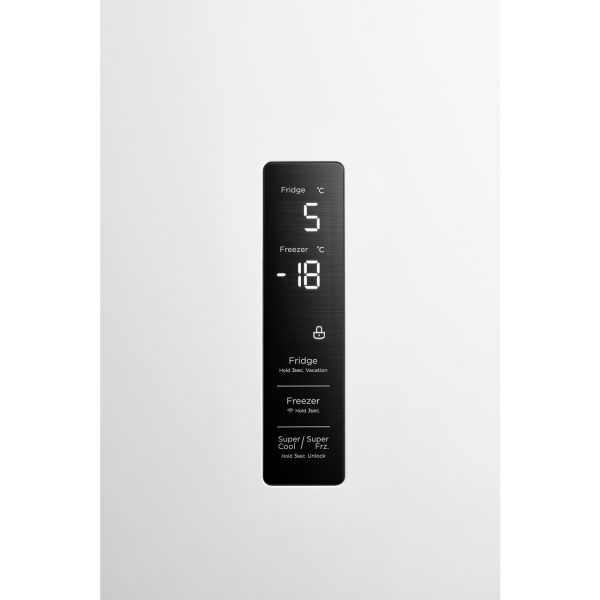 Fridge °C
5
Freezer °C
-18
Fridge
Hold 3sec. Vacation
Freezer
Hold 3sec.
Super / Super
Cool Frz.
Hold 3sec. Unlock